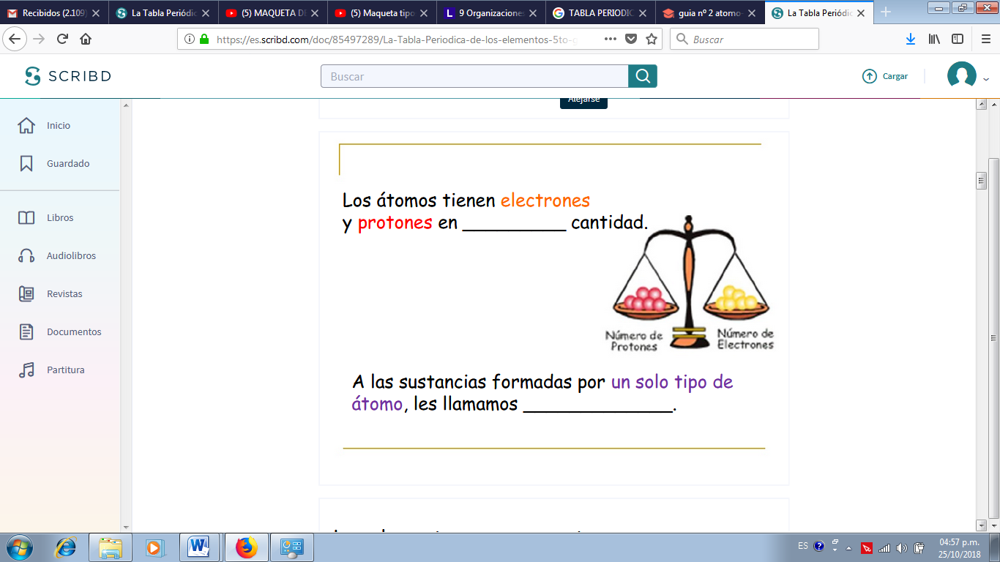 Recibidos (2.109)
La Tabla Periódic
(5) MAQUETA DE
(5) Maqueta tipo
9 Organizaciones
TABLA PERIODIC
guia nº 2 atomo-
La Tabla Periódic
https://es.scribd.com/doc/85497289/La-Tabla-Periodica-de-los-elementos-5to-g
Buscar
SCRIBD
Buscar
Cargar
Alejarse
Inicio
Guardado
Libros
Audiolibros
Revistas
Documentos
Partitura
Los átomos tienen electrones
y protones en _________ cantidad.
Número de
Protones
Número de
Electrones
A las sustancias formadas por un solo tipo de
átomo, les llamamos _____________.
ES
04:57 p.m.
25/10/2018